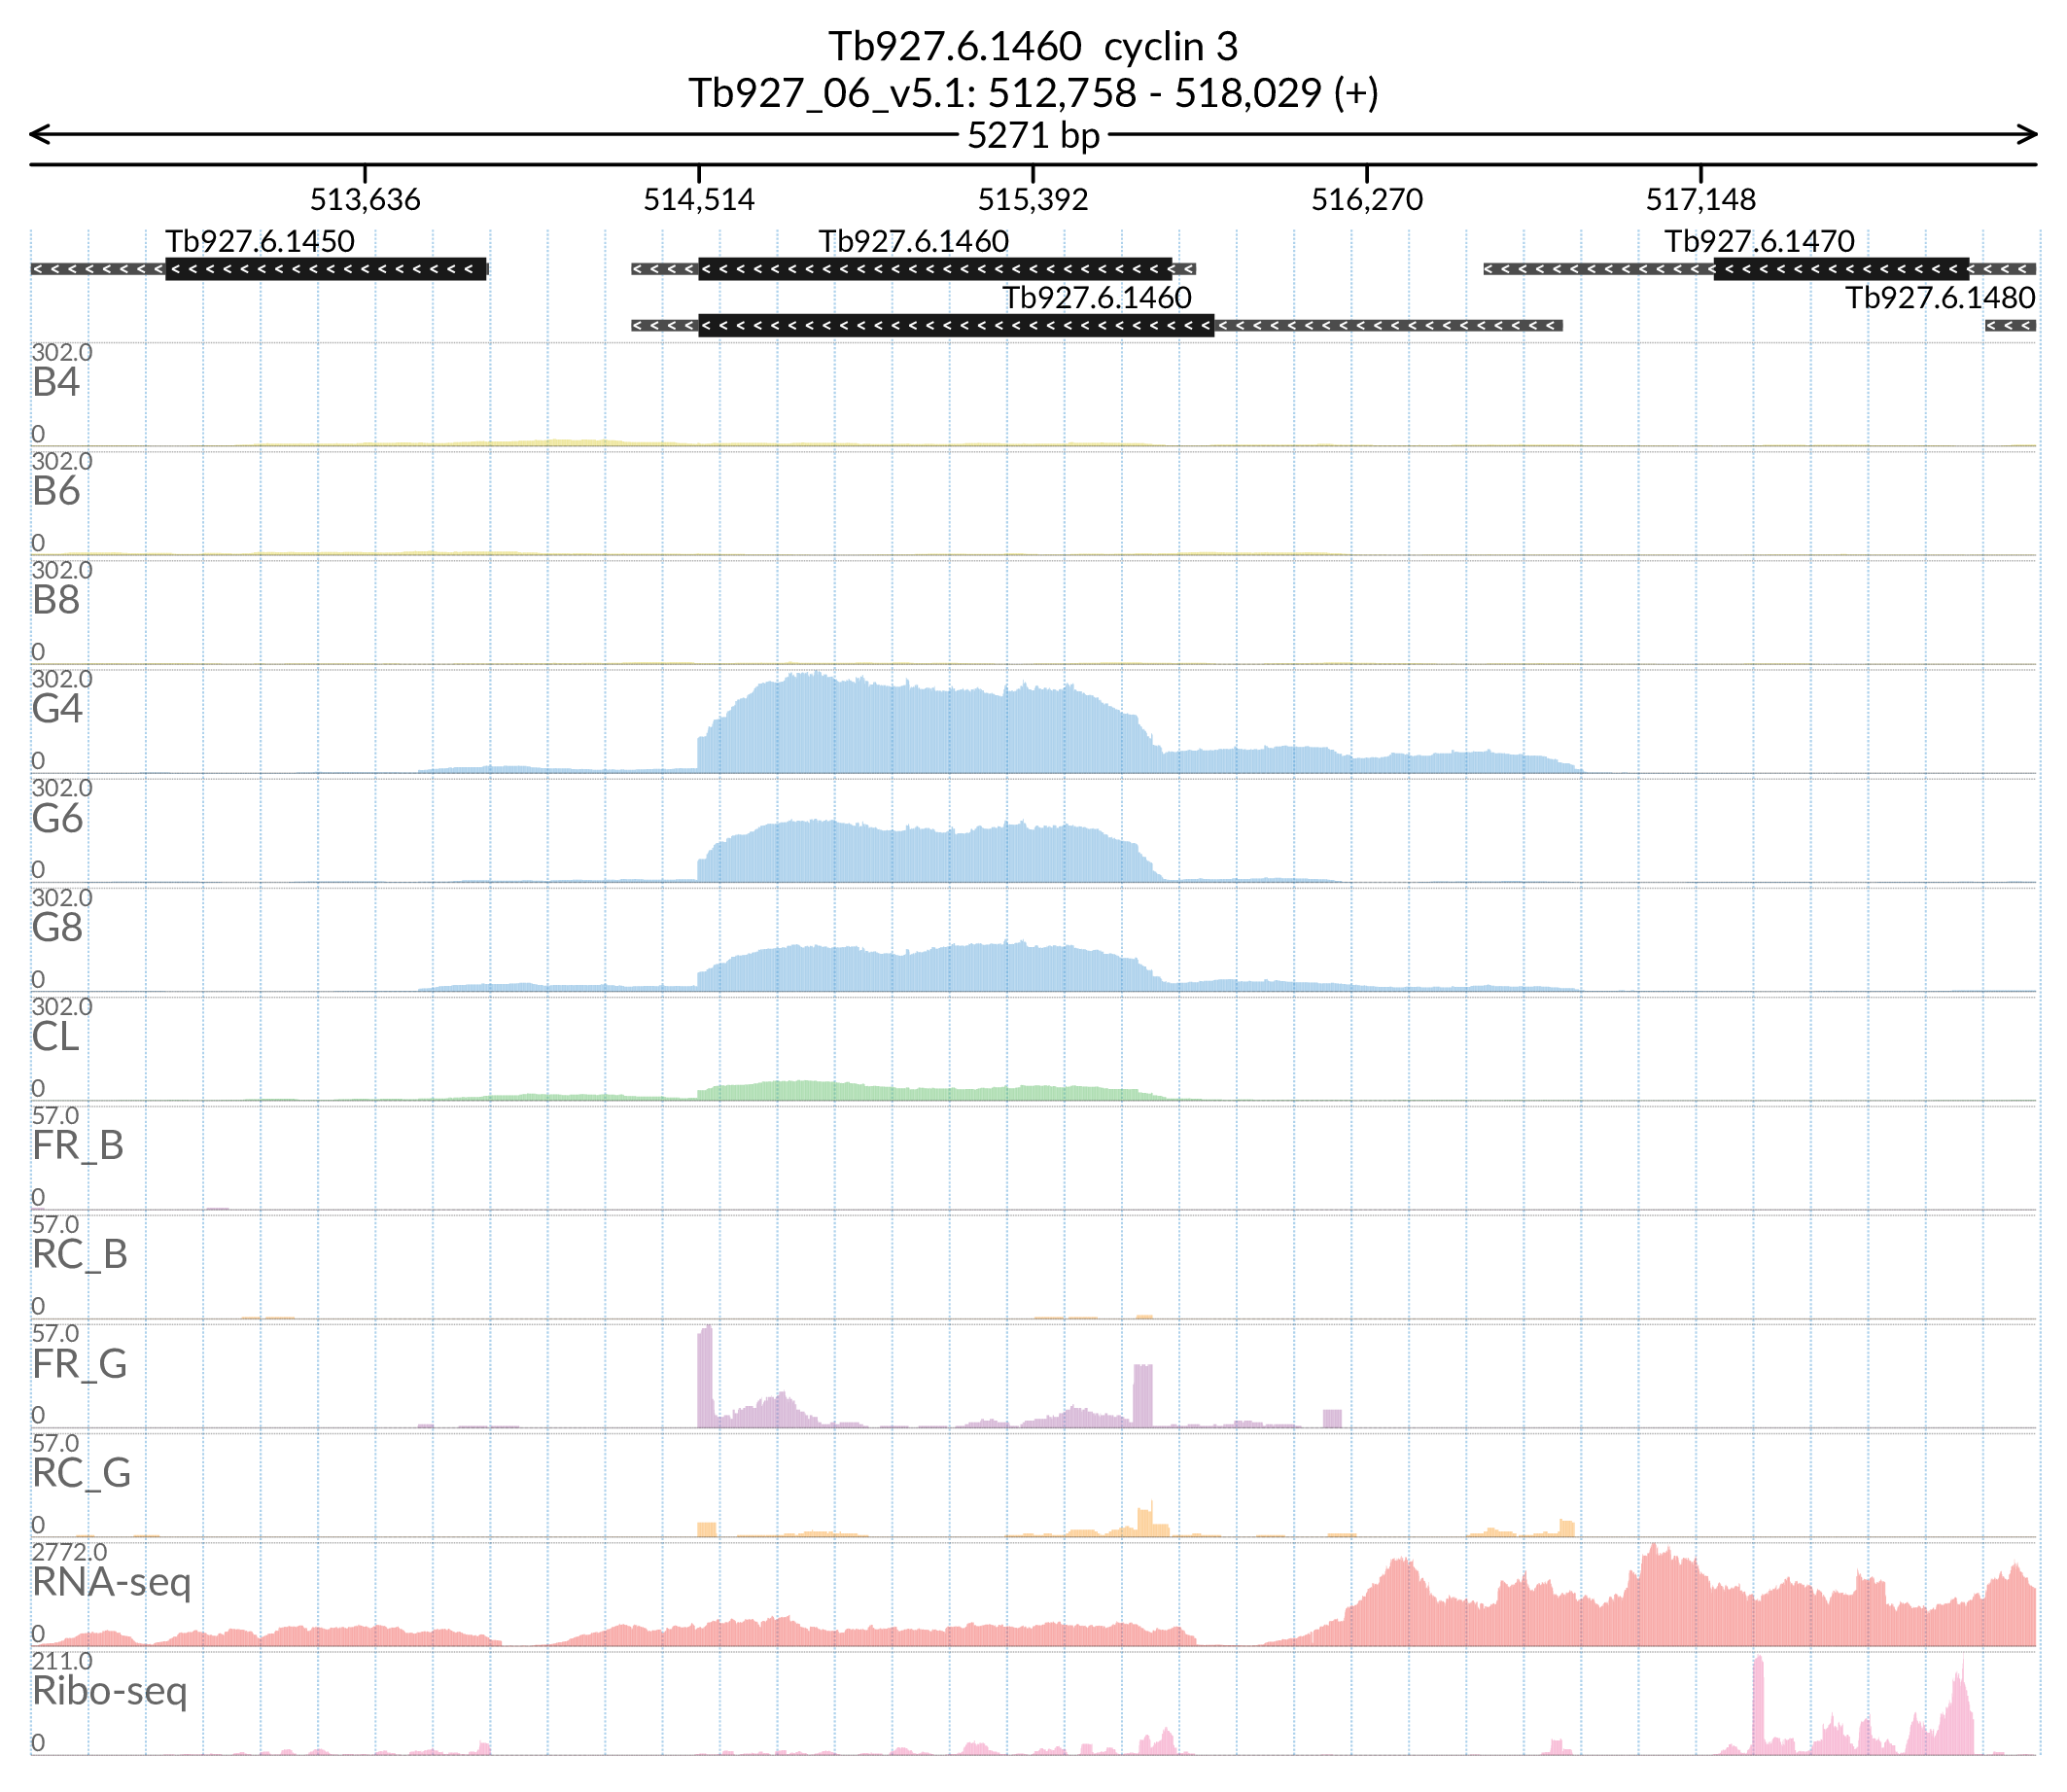 Tb927.6.1460 cyclin 3
Tb927_06_v5.1: 512,758 - 518,029 (+)
5271 bp
513,636 514,514 515,392 516,270 517,148
Tb927.6.1450 Tb927.6.1460 Tb927.6.1470
Tb927.6.1460 Tb927.6.1480
302.0
B4
0
302.0
B6
0
302.0
B8
0
302.0
G4
0
302.0
G6
0
302.0
G8
0
302.0
CL
0
57.0
FR_B
0
57.0
RC_B
0
57.0
FR_G
0
57.0
RC_G
0
2772.0
RNA-seq
0
211.0
Ribo-seq
0